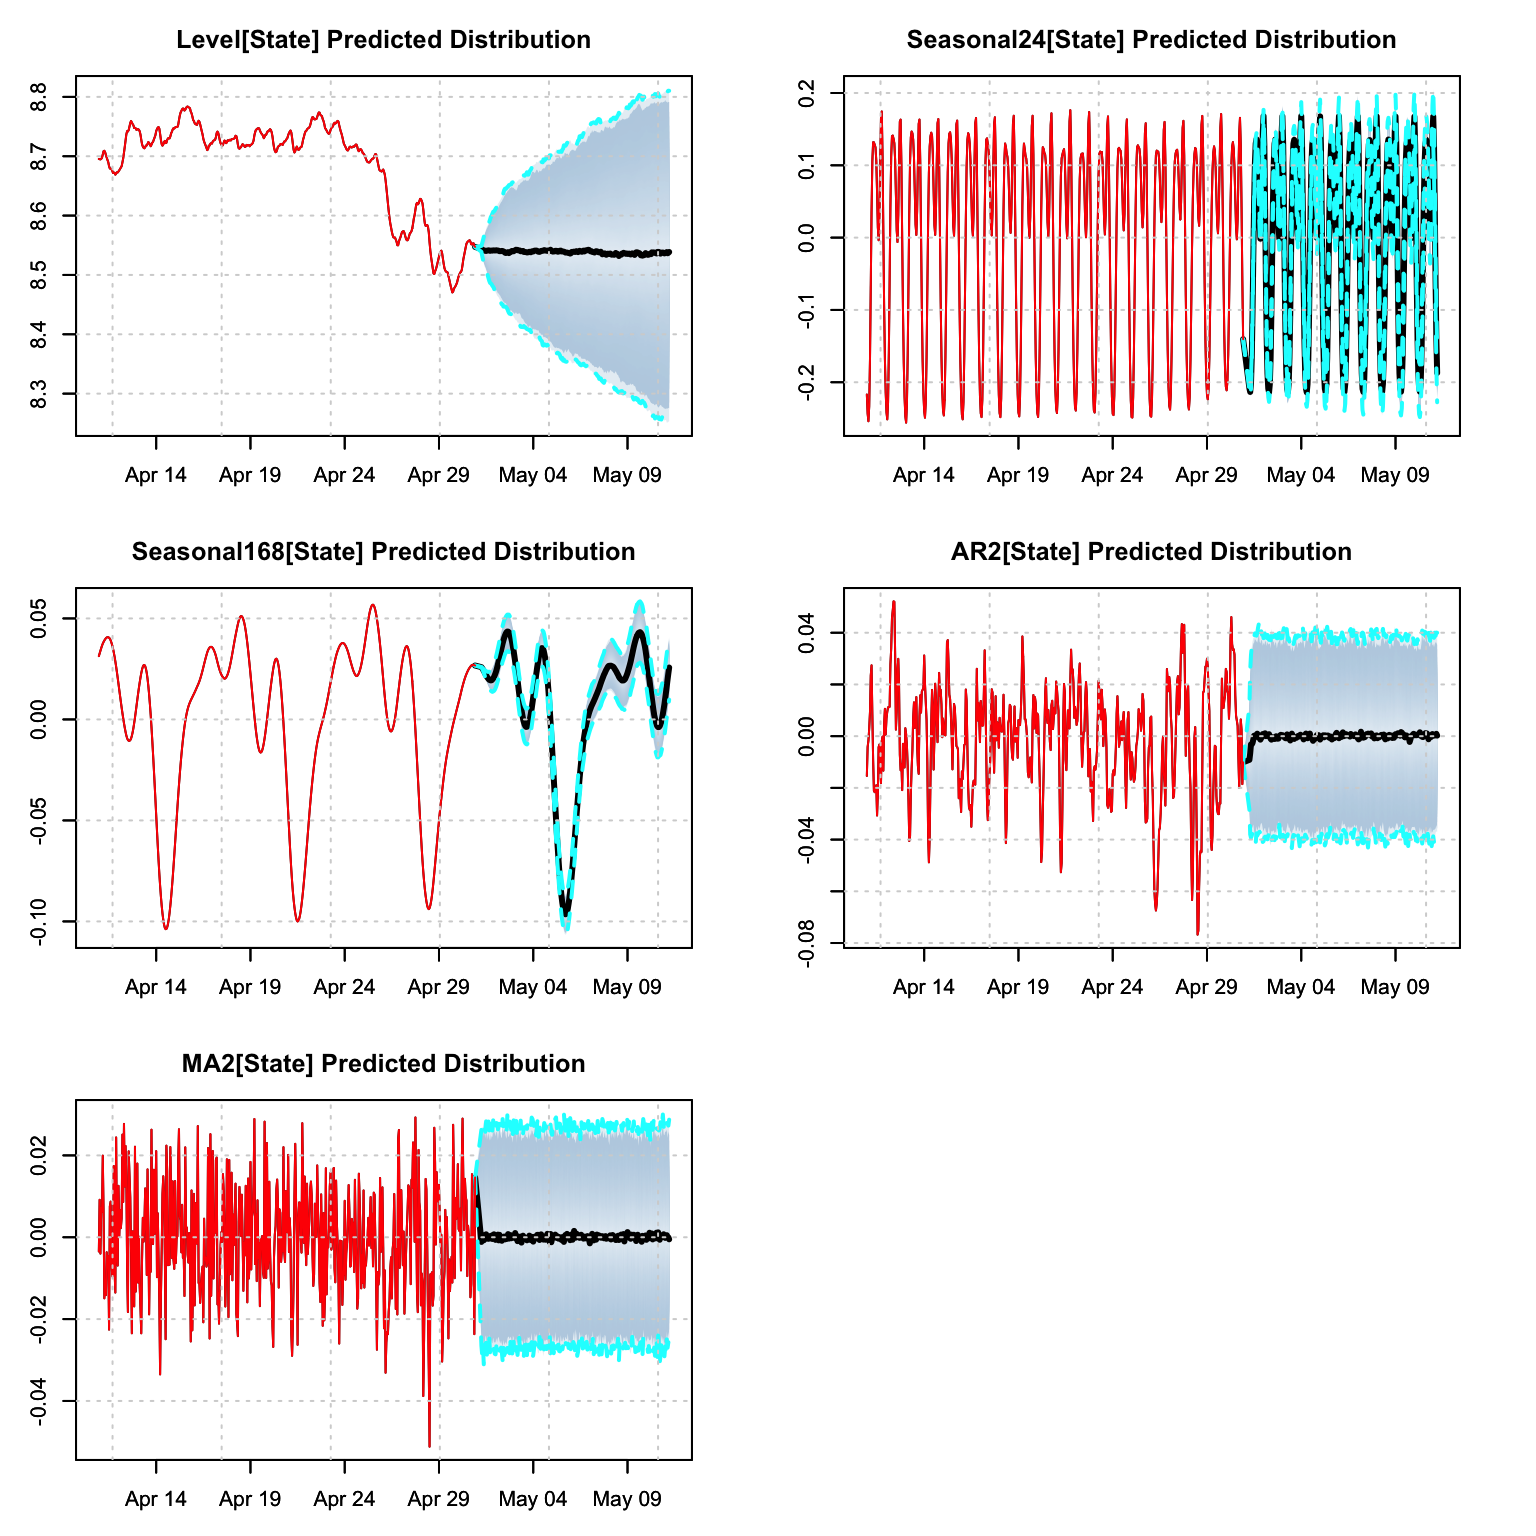 Level[State] Predicted Distribution
8.8
8.7
8.6
8.5
8.4
8.3
Apr 14 Apr 19 Apr 24 Apr 29 May 04 May 09
Seasonal24[State] Predicted Distribution
0.2
0.1
0.0
-0.1
-0.2
Apr 14 Apr 19 Apr 24 Apr 29 May 04 May 09
Seasonal168[State] Predicted Distribution
0.05
0.00
-0.05
-0.10
Apr 14 Apr 19 Apr 24 Apr 29 May 04 May 09
AR2[State] Predicted Distribution
0.04
0.00
-0.04
-0.08
Apr 14 Apr 19 Apr 24 Apr 29 May 04 May 09
MA2[State] Predicted Distribution
0.02
0.00
-0.02
-0.04
Apr 14 Apr 19 Apr 24 Apr 29 May 04 May 09